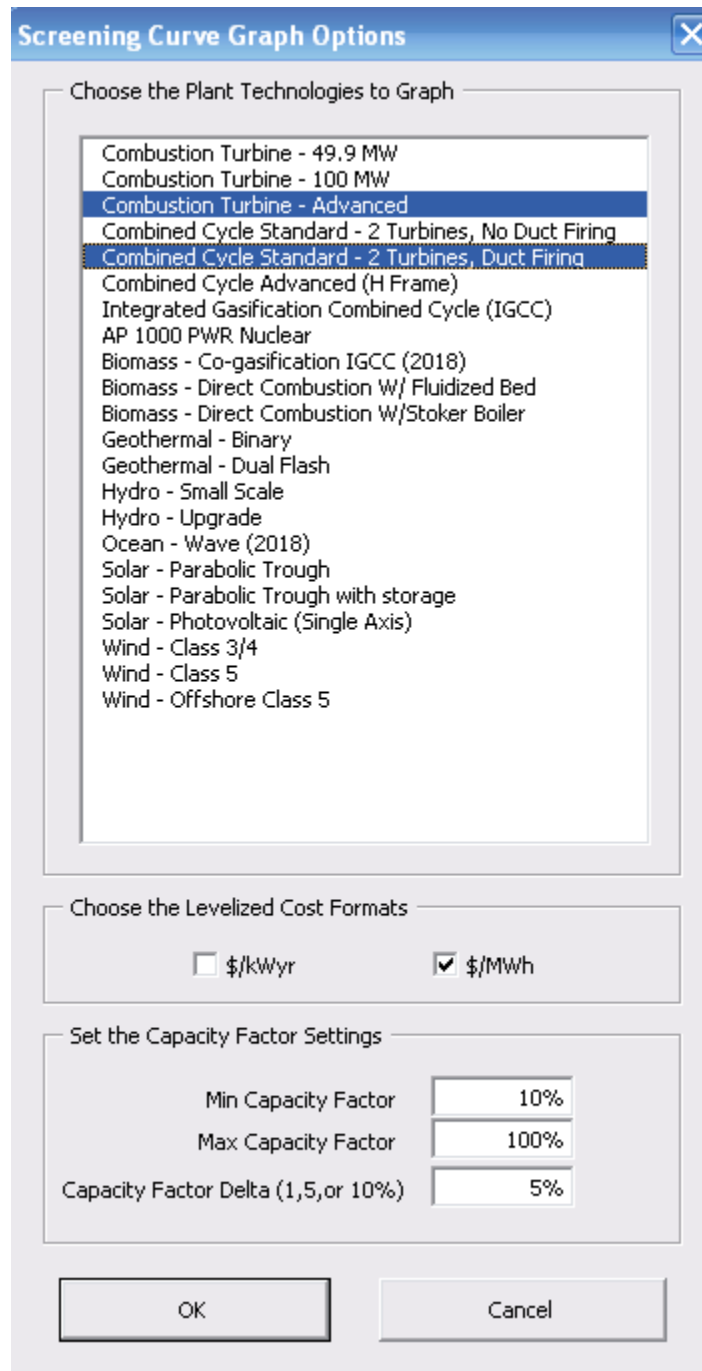 Screening Curve Graph Options
Choose the Plant Technologies to Graph
Combustion Turbine - 49.9 MW
Combustion Turbine - 100 MW
Combustion Turbine - Advanced
Combined Cycle Standard - 2 Turbines, No Duct Firing
Combined Cycle Standard - 2 Turbines, Duct Firing
Combined Cycle Advanced (H Frame)
Integrated Gasification Combined Cycle (IGCC)
AP 1000 PWR Nuclear
Biomass - Co-gasification IGCC (2018)
Biomass - Direct Combustion W/ Fluidized Bed
Biomass - Direct Combustion W/Stoker Boiler
Geothermal - Binary
Geothermal - Dual Flash
Hydro - Small Scale
Hydro - Upgrade
Ocean - Wave (2018)
Solar - Parabolic Trough
Solar - Parabolic Trough with storage
Solar - Photovoltaic (Single Axis)
Wind - Class 3/4
Wind - Class 5
Wind - Offshore Class 5
Choose the Levelized Cost Formats
$/kWyr $/MWh
Set the Capacity Factor Settings
Min Capacity Factor 10%
Max Capacity Factor 100%
Capacity Factor Delta (1,5,or 10%) 5%
OK Cancel